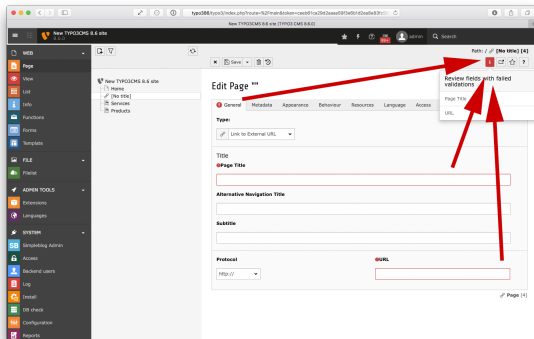 typo386/typo3/index.php?route=%2Fmain&token=
New TYPO3CMS 8.6 site (TYPO3 CMS 8.6.0)
New TYPO3CMS 8.6 site
8.6.0
99+
admin
Search
WEB
Page
View
List
Info
Functions
Forms
Template
FILE
Filelist
ADMIN TOOLS
Extensions
Languages
SYSTEM
SB Simpleblog Admin
Access
Backend users
Log
Install
DB check
Configuration
Reports
New TYPO3CMS 8.6 site
Home
[No title]
Services
Products
Path: / [No title] [4]
Save
Edit Page ""
Review fields with failed
validations
Page Title
URL
General Metadata Appearance Behaviour Resources Language Access
Type:
Link to External URL
Title
Page Title
Alternative Navigation Title
Subtitle
Protocol
URL
http://
Page [4]